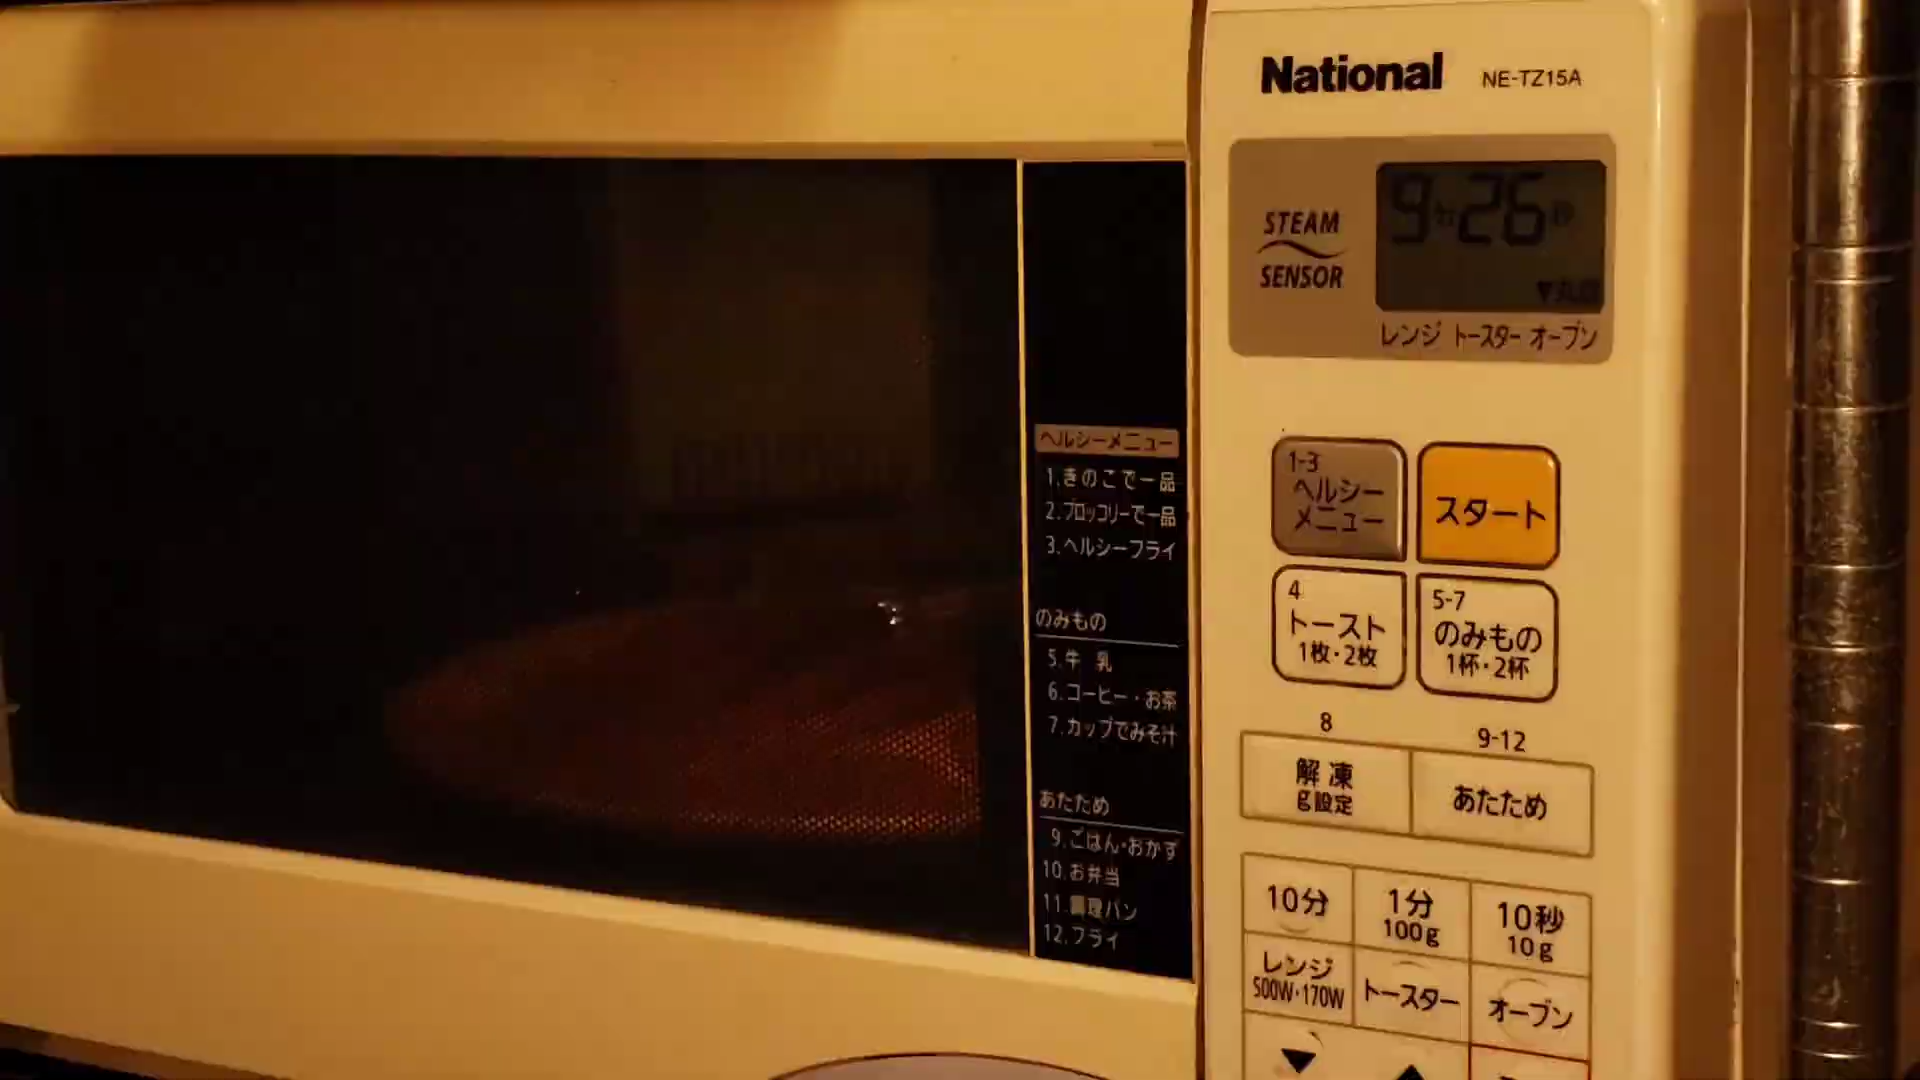 National NE-TZ15A
STEAM
SENSOR
9分26秒
レンジ トースター オーブン
ヘルシーメニュー
1.きのこで一品
2.ブロッコリーで一品
3.ヘルシーフライ
のみもの
5.牛 乳
6.コーヒー・お茶
7.カップでみそ汁
あたため
9.ごはん・おかず
10.お弁当
11.調理パン
12.フライ
1-3
ヘルシー
メニュー
スタート
4
トースト
1枚・2枚
5-7
のみもの
1杯・2杯
8
解凍
g設定
9-12
あたため
10分
1分
100g
10秒
10g
レンジ
500W・170W
トースター
オーブン